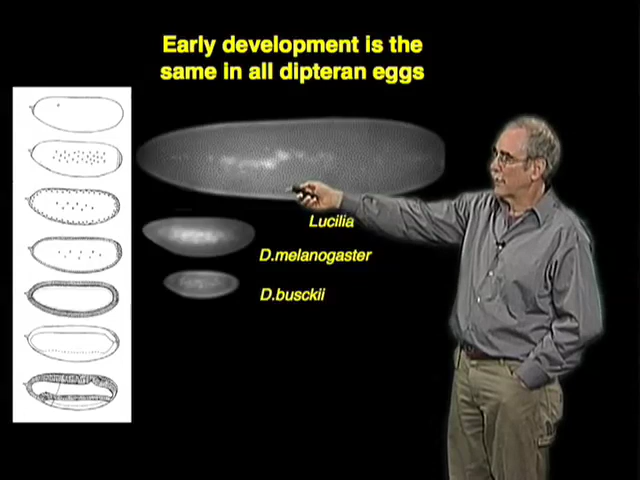 Early development is the
same in all dipteran eggs
Lucilia
D.melanogaster
D.busckii